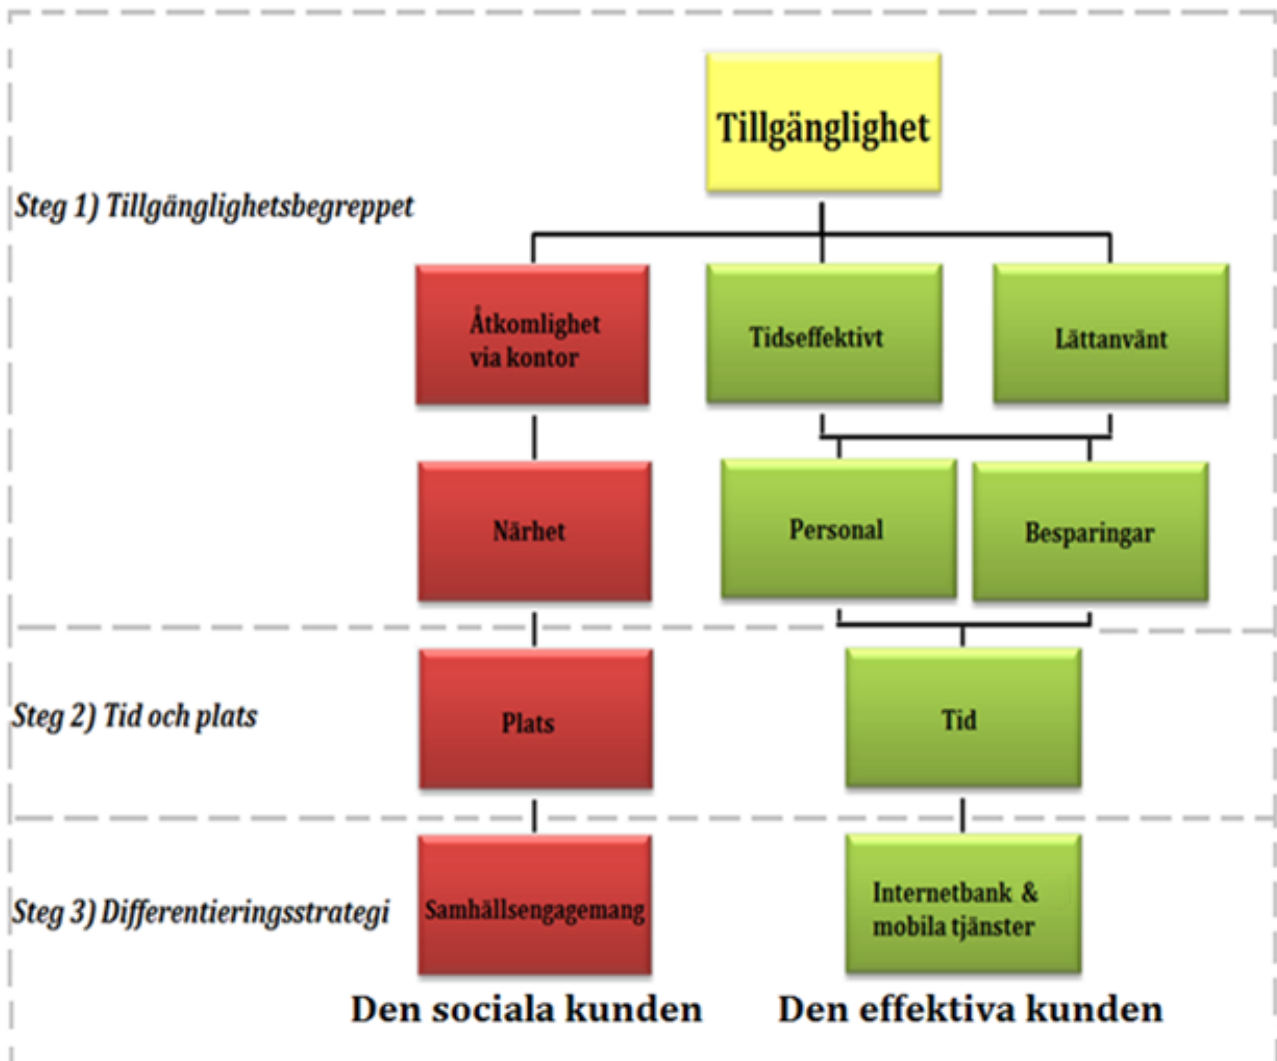 Tillgänglighet
Steg 1) Tillgänglighetsbegreppet
Åtkomlighet
via kontor
Tidseffektivt
Lättanvänt
Närhet
Personal
Besparingar
Steg 2) Tid och plats
Plats
Tid
Steg 3) Differentieringsstrategi
Samhällsengagemang
Internetbank &
mobila tjänster
Den sociala kunden
Den effektiva kunden